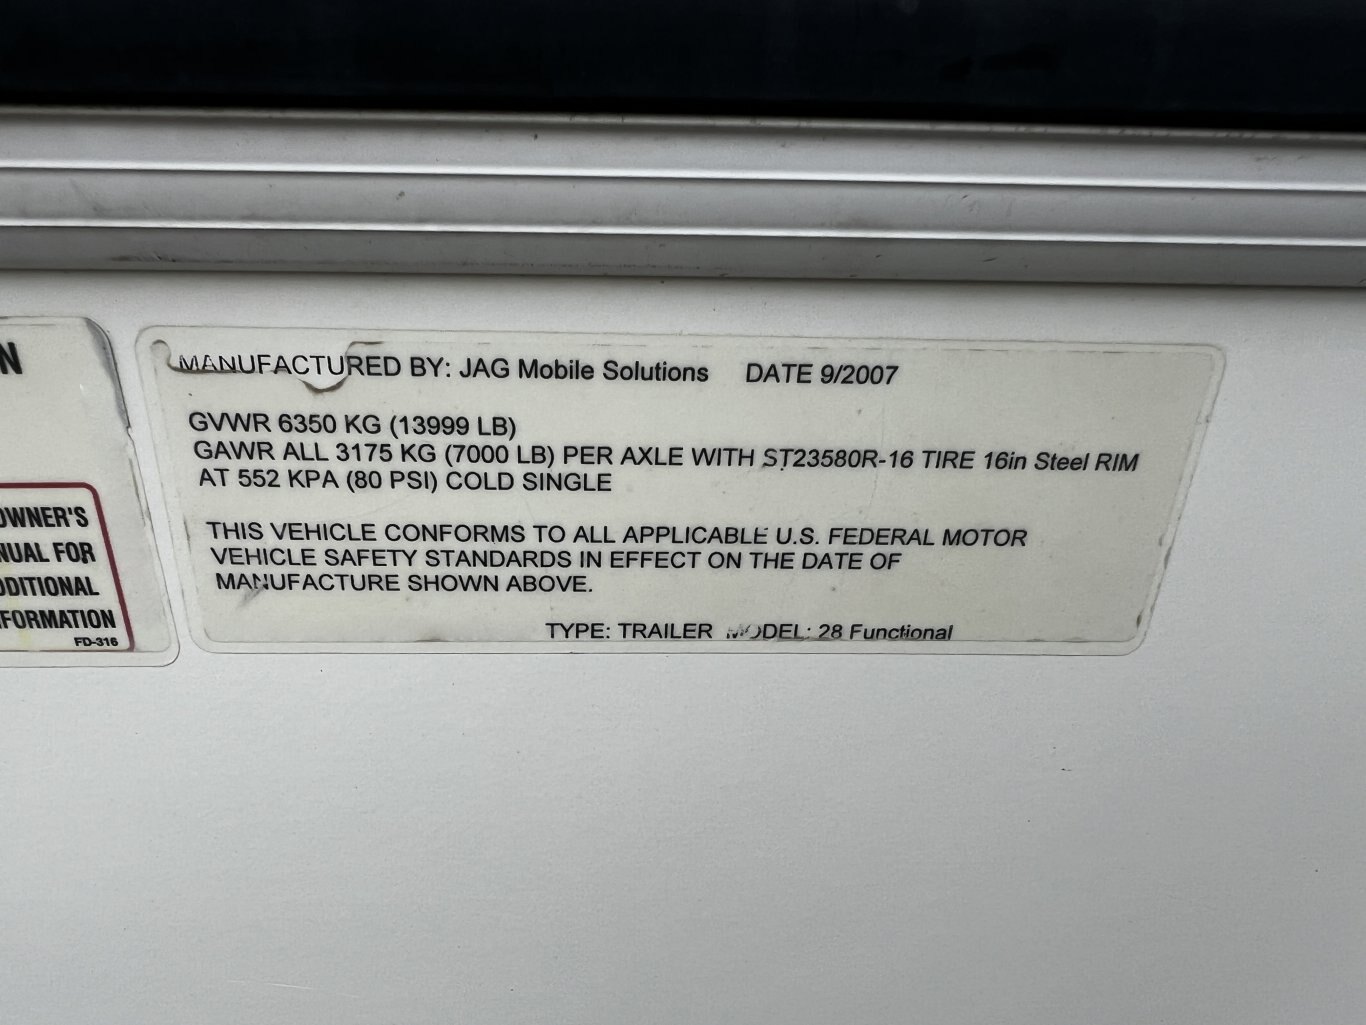 N
OWNER'S
NUAL FOR
DDITIONAL
FORMATION
FD-316
MANUFACTURED BY: JAG Mobile Solutions DATE 9/2007
GVWR 6350 KG (13999 LB)
GAWR ALL 3175 KG (7000 LB) PER AXLE WITH ST23580R-16 TIRE 16in Steel RIM
AT 552 KPA (80 PSI) COLD SINGLE
THIS VEHICLE CONFORMS TO ALL APPLICABLE U.S. FEDERAL MOTOR
VEHICLE SAFETY STANDARDS IN EFFECT ON THE DATE OF
MANUFACTURE SHOWN ABOVE.
TYPE: TRAILER MODEL: 28 Functional